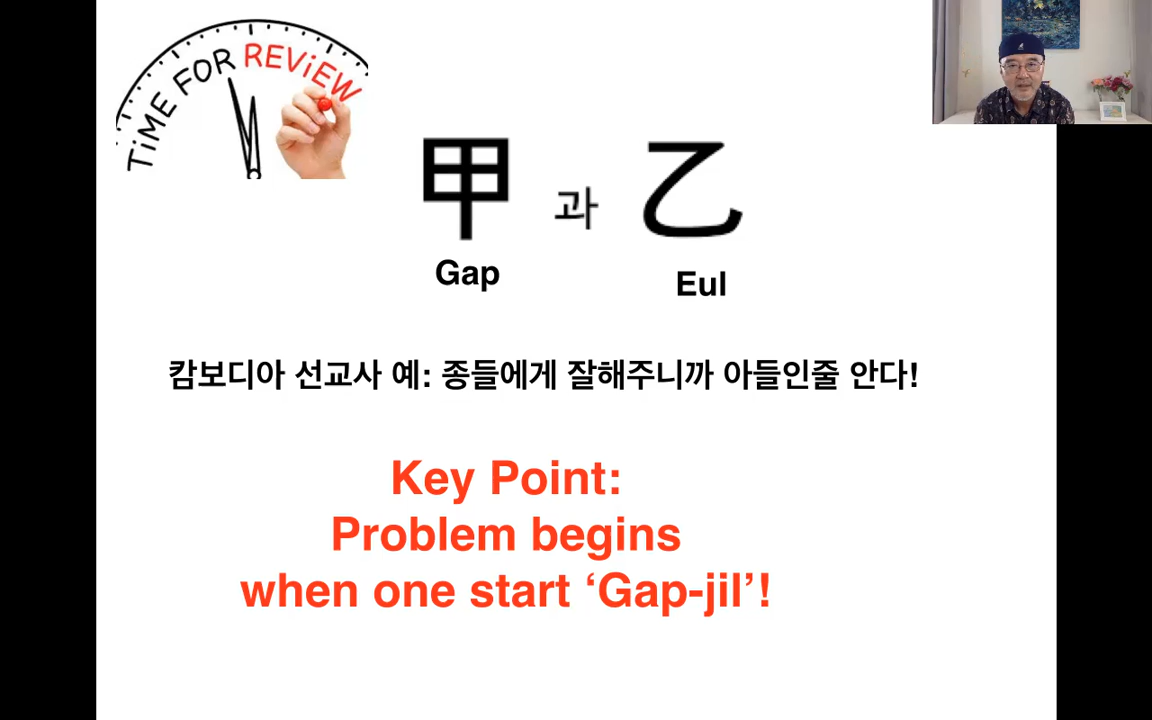 TiME FOR REViEW
甲 과 乙
Gap Eul
캄보디아 선교사 예: 종들에게 잘해주니까 아들인줄 안다!
Key Point:
Problem begins
when one start ‘Gap-jil’!